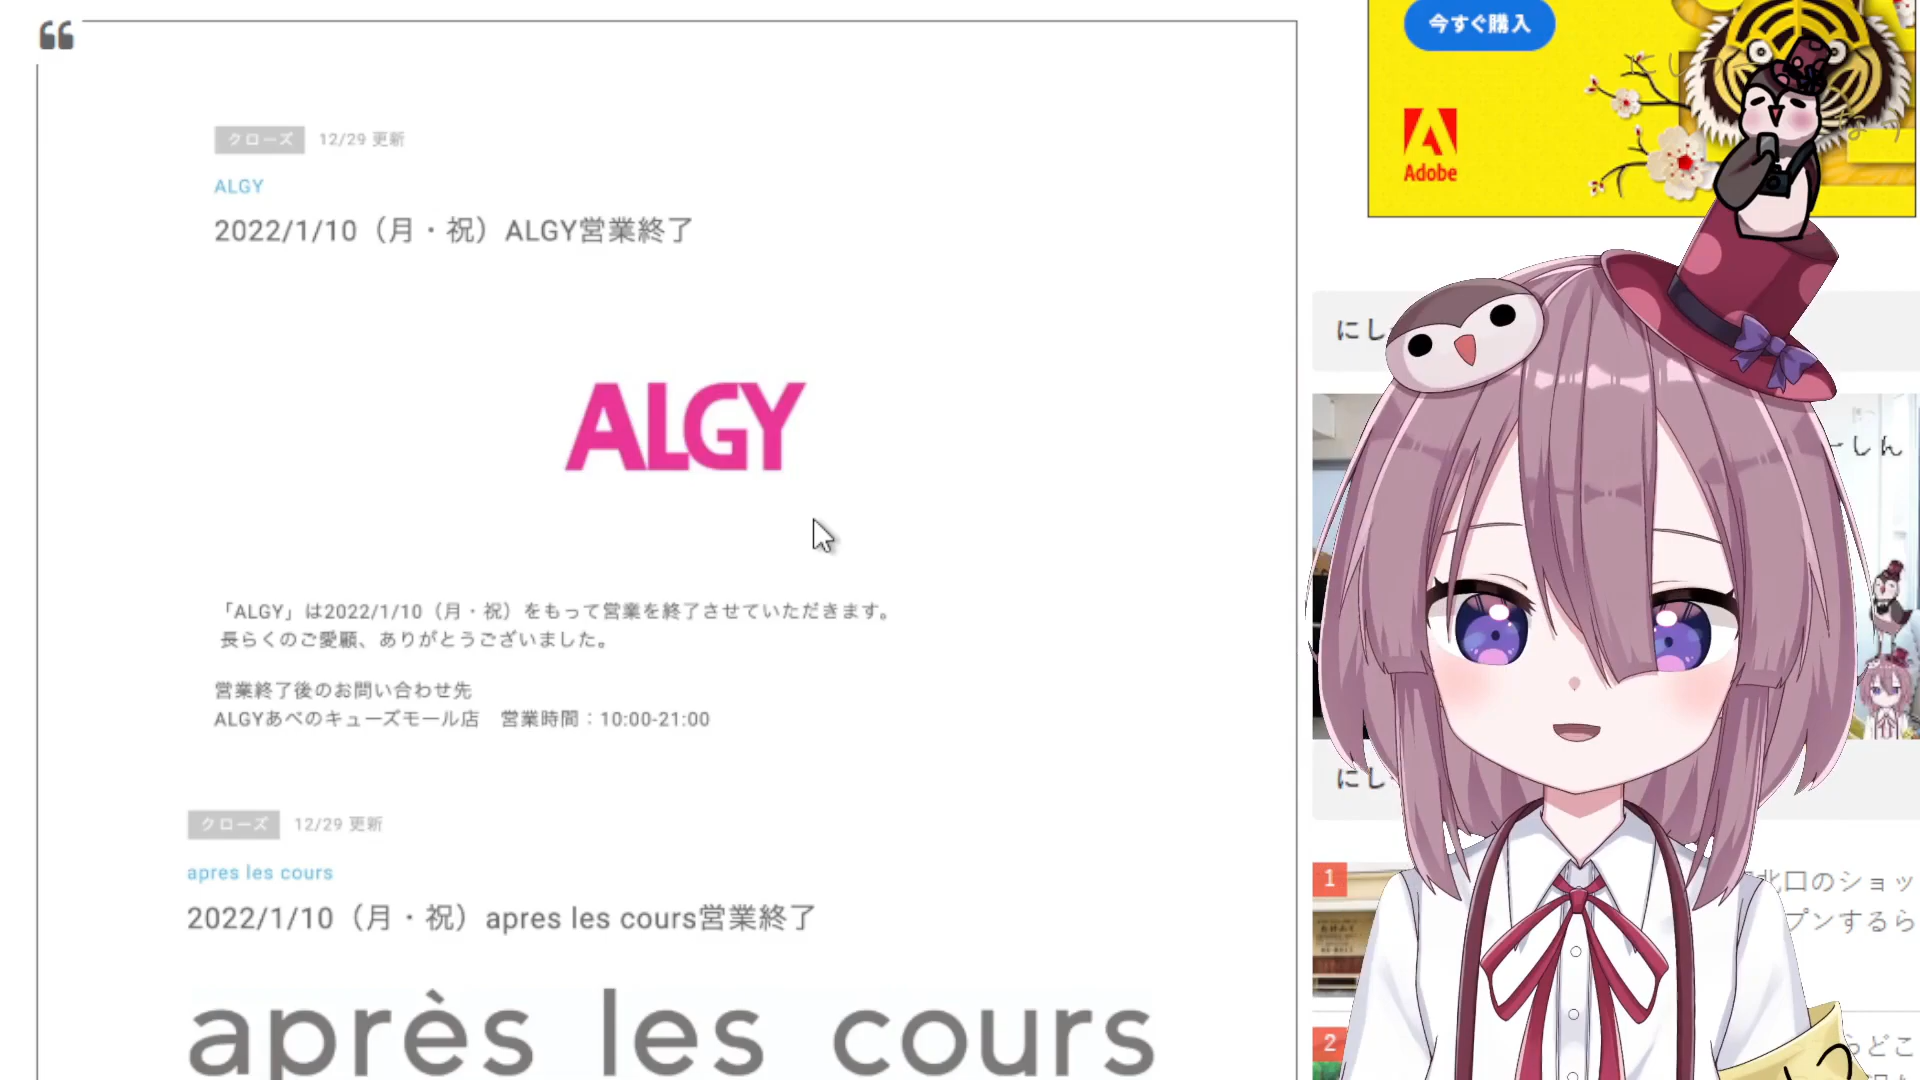 クローズ 12/29 更新
ALGY
2022/1/10（月・祝）ALGY営業終了
ALGY
「ALGY」は2022/1/10（月・祝）をもって営業を終了させていただきます。
長らくのご愛顧、ありがとうございました。
営業終了後のお問い合わせ先
ALGYあべのキューズモール店　営業時間：10:00-21:00
クローズ 12/29 更新
apres les cours
2022/1/10（月・祝）apres les cours営業終了
après les cours
今すぐ購入
Adobe
にし
ーしん
にし
1
北口のショッ
プンするら
2
らどこ